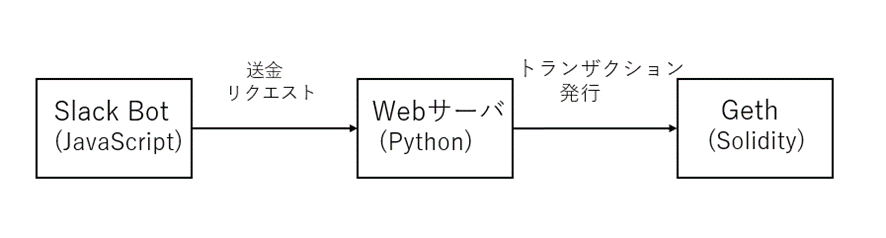 Slack Bot
(JavaScript)
送金
リクエスト
Webサーバ
(Python)
トランザクション
発行
Geth
(Solidity)